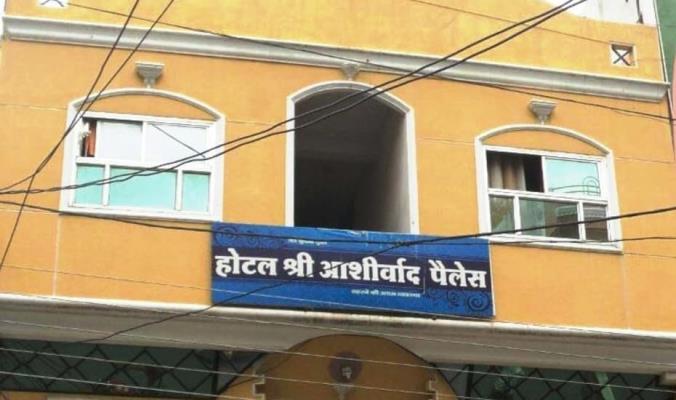 होटल श्री आशीर्वाद पैलेस